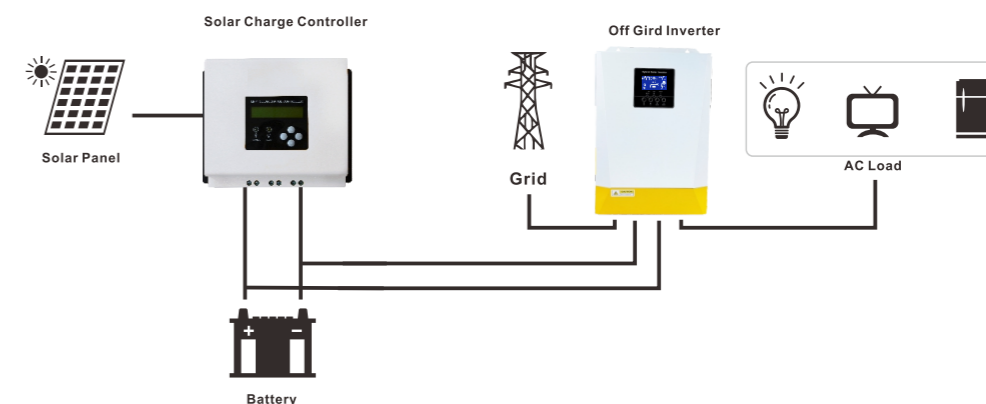 Solar Charge Controller
Off Gird Inverter
Solar Panel
Grid
AC Load
+ −
Battery